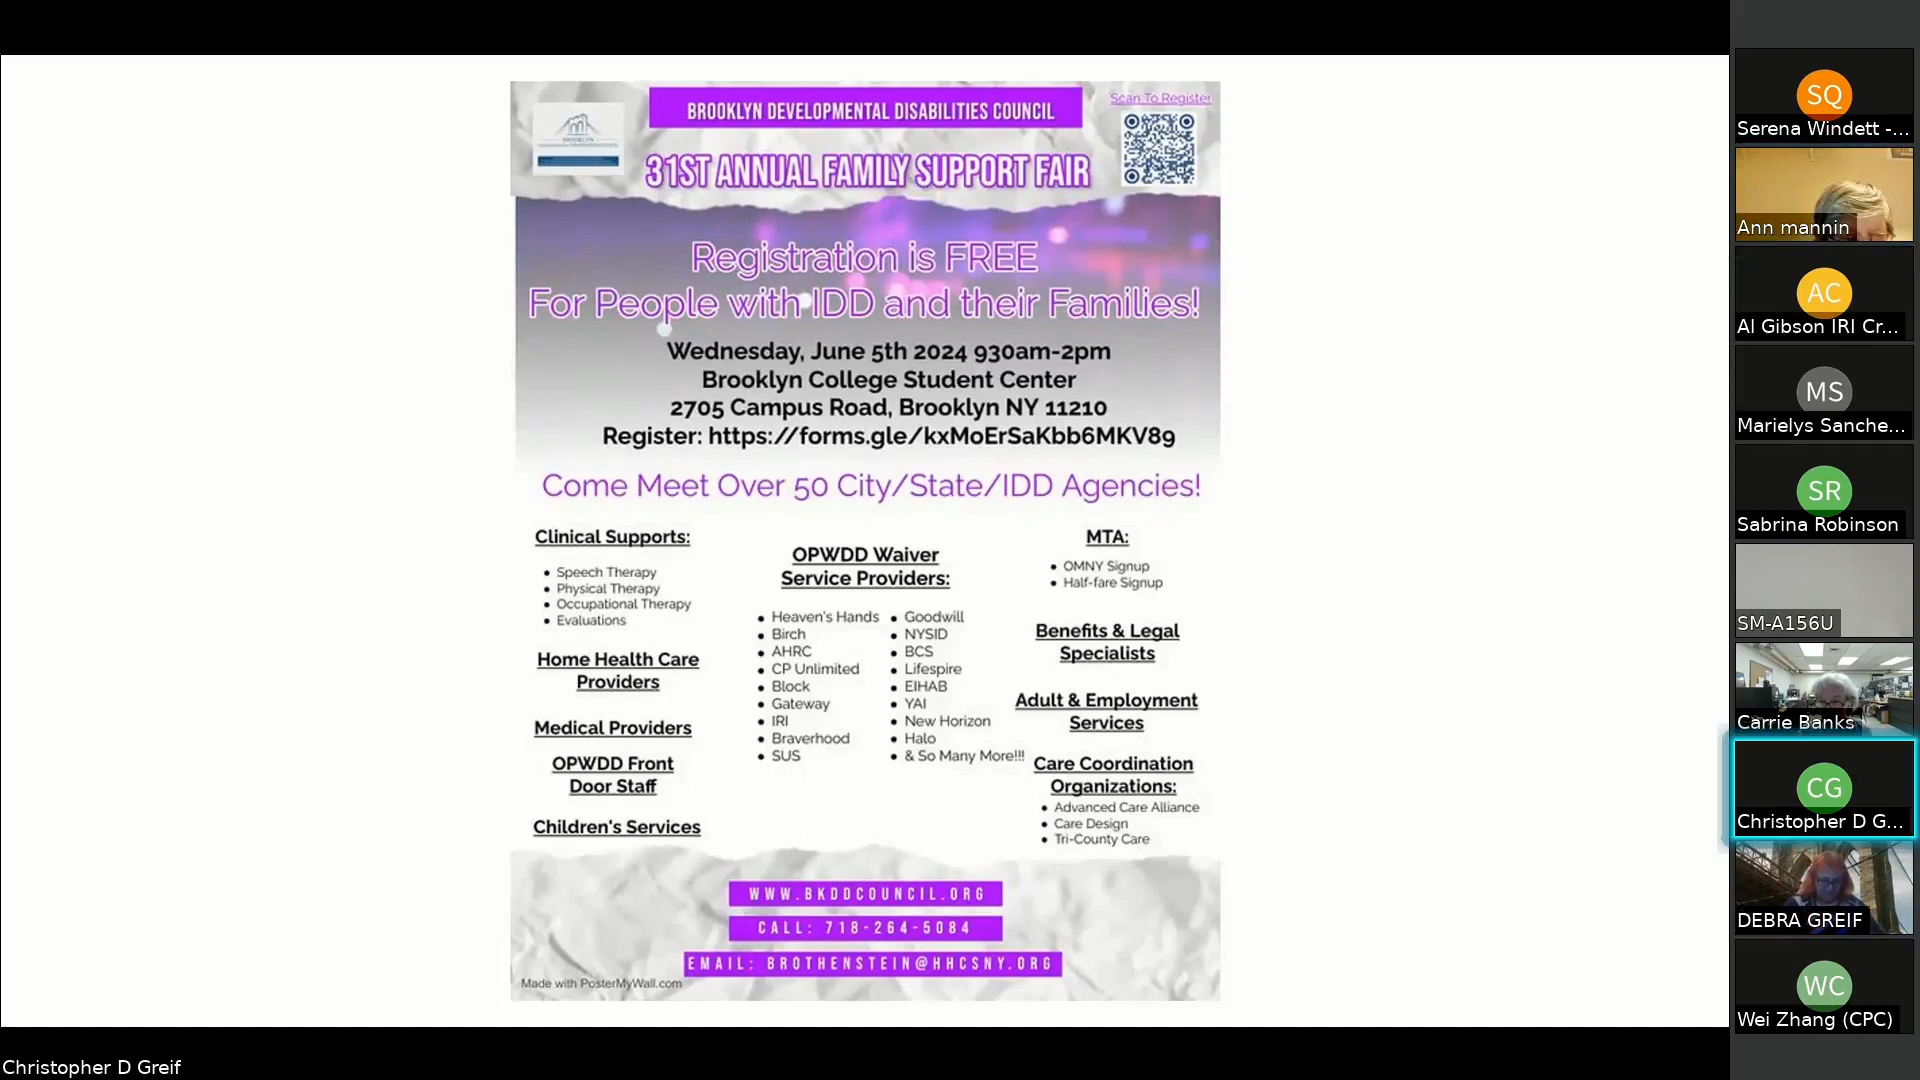 BROOKLYN DEVELOPMENTAL DISABILITIES COUNCIL
Scan To Register
BROOKLYN
31ST ANNUAL FAMILY SUPPORT FAIR
Registration is FREE
For People with IDD and their Families!
Wednesday, June 5th 2024 930am-2pm
Brooklyn College Student Center
2705 Campus Road, Brooklyn NY 11210
Register: https://forms.gle/kxMoErSaKbb6MKV89
Come Meet Over 50 City/State/IDD Agencies!
Clinical Supports:
• Speech Therapy
• Physical Therapy
• Occupational Therapy
• Evaluations
Home Health Care
Providers
Medical Providers
OPWDD Front
Door Staff
Children's Services
OPWDD Waiver
Service Providers:
• Heaven's Hands
• Birch
• AHRC
• CP Unlimited
• Block
• Gateway
• IRI
• Braverhood
• SUS
• Goodwill
• NYSID
• BCS
• Lifespire
• EIHAB
• YAI
• New Horizon
• Halo
• & So Many More!!!
MTA:
• OMNY Signup
• Half-fare Signup
Benefits & Legal
Specialists
Adult & Employment
Services
Care Coordination
Organizations:
• Advanced Care Alliance
• Care Design
• Tri-County Care
WWW.BKDDCOUNCIL.ORG
CALL: 718-264-5084
EMAIL: BROTHENSTEIN@HHCSNY.ORG
Made with PosterMyWall.com
SQ
Serena Windett -...
Ann mannin
AC
Al Gibson IRI Cr...
MS
Marielys Sanche...
SR
Sabrina Robinson
SM-A156U
Carrie Banks
CG
Christopher D G...
DEBRA GREIF
WC
Wei Zhang (CPC)
Christopher D Greif